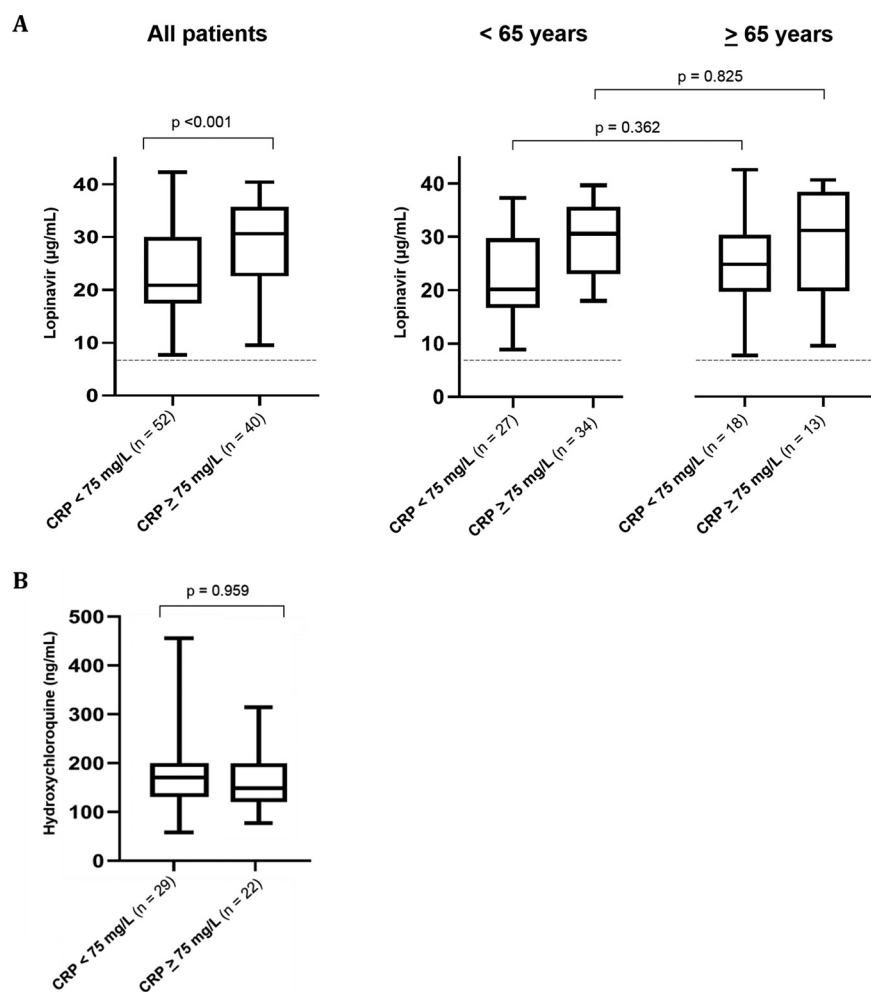 A
All patients
< 65 years
≥ 65 years
p <0.001
p = 0.362
p = 0.825
Lopinavir (µg/mL)
40
30
20
10
0
CRP < 75 mg/L (n = 52)
CRP ≥ 75 mg/L (n = 40)
Lopinavir (µg/mL)
40
30
20
10
0
CRP < 75 mg/L (n = 27)
CRP ≥ 75 mg/L (n = 34)
CRP < 75 mg/L (n = 18)
CRP ≥ 75 mg/L (n = 13)
B
p = 0.959
Hydroxychloroquine (ng/mL)
500
400
300
200
100
0
CRP < 75 mg/L (n = 29)
CRP ≥ 75 mg/L (n = 22)